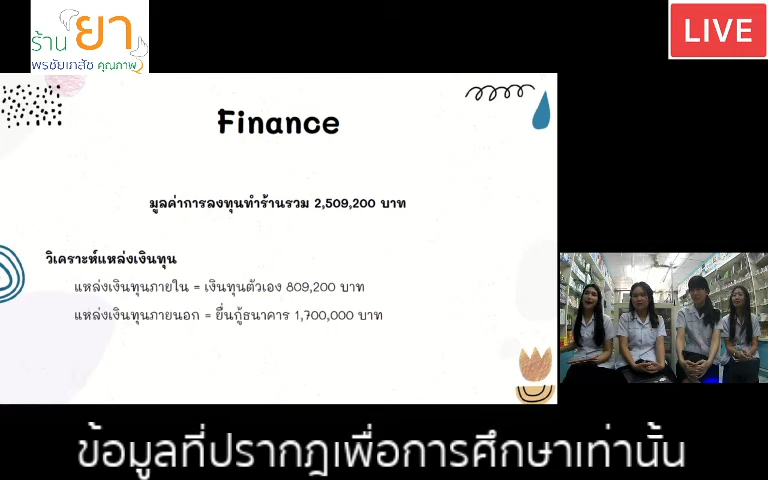 ร้าน ยา
พรชัยเภสัช คุณภาพ
LIVE
Finance
มูลค่าการลงทุนทำร้านรวม 2,509,200 บาท
วิเคราะห์แหล่งเงินทุน
แหล่งเงินทุนภายใน = เงินทุนตัวเอง 809,200 บาท
แหล่งเงินทุนภายนอก = ยื่นกู้ธนาคาร 1,700,000 บาท
ข้อมูลที่ปรากฎเพื่อการศึกษาเท่านั้น